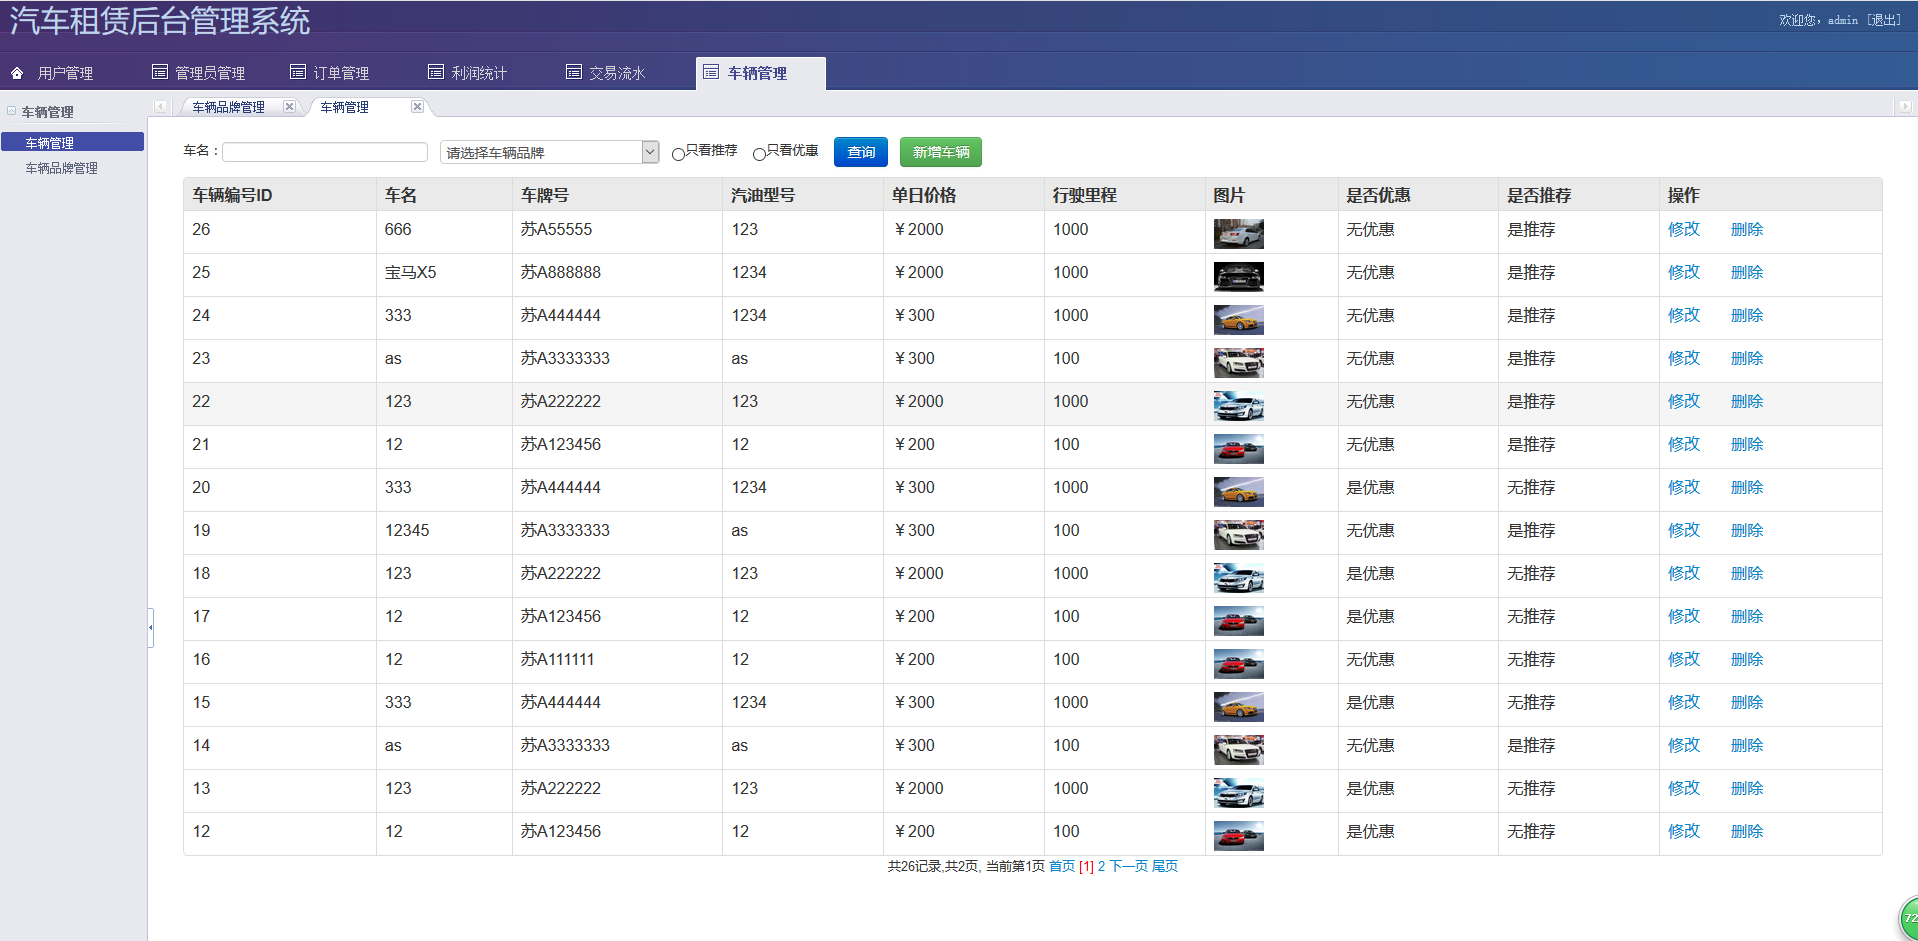 汽车租赁后台管理系统
欢迎您，admin [退出]
用户管理 管理员管理 订单管理 利润统计 交易流水 车辆管理
车辆管理 车辆品牌管理 车辆管理
车辆管理
车辆品牌管理
车名： 请选择车辆品牌 只看推荐 只看优惠 查询 新增车辆
车辆编号ID 车名 车牌号 汽油型号 单日价格 行驶里程 图片 是否优惠 是否推荐 操作
26 666 苏A55555 123 ￥2000 1000 无优惠 是推荐 修改 删除
25 宝马X5 苏A888888 1234 ￥2000 1000 无优惠 是推荐 修改 删除
24 333 苏A444444 1234 ￥300 1000 无优惠 是推荐 修改 删除
23 as 苏A3333333 as ￥300 100 无优惠 是推荐 修改 删除
22 123 苏A222222 123 ￥2000 1000 无优惠 是推荐 修改 删除
21 12 苏A123456 12 ￥200 100 无优惠 是推荐 修改 删除
20 333 苏A444444 1234 ￥300 1000 是优惠 无推荐 修改 删除
19 12345 苏A3333333 as ￥300 100 无优惠 是推荐 修改 删除
18 123 苏A222222 123 ￥2000 1000 是优惠 无推荐 修改 删除
17 12 苏A123456 12 ￥200 100 是优惠 无推荐 修改 删除
16 12 苏A111111 12 ￥200 100 无优惠 无推荐 修改 删除
15 333 苏A444444 1234 ￥300 1000 是优惠 无推荐 修改 删除
14 as 苏A3333333 as ￥300 100 无优惠 是推荐 修改 删除
13 123 苏A222222 123 ￥2000 1000 是优惠 无推荐 修改 删除
12 12 苏A123456 12 ￥200 100 是优惠 无推荐 修改 删除
共26记录,共2页, 当前第1页 首页 [1] 2 下一页 尾页
72